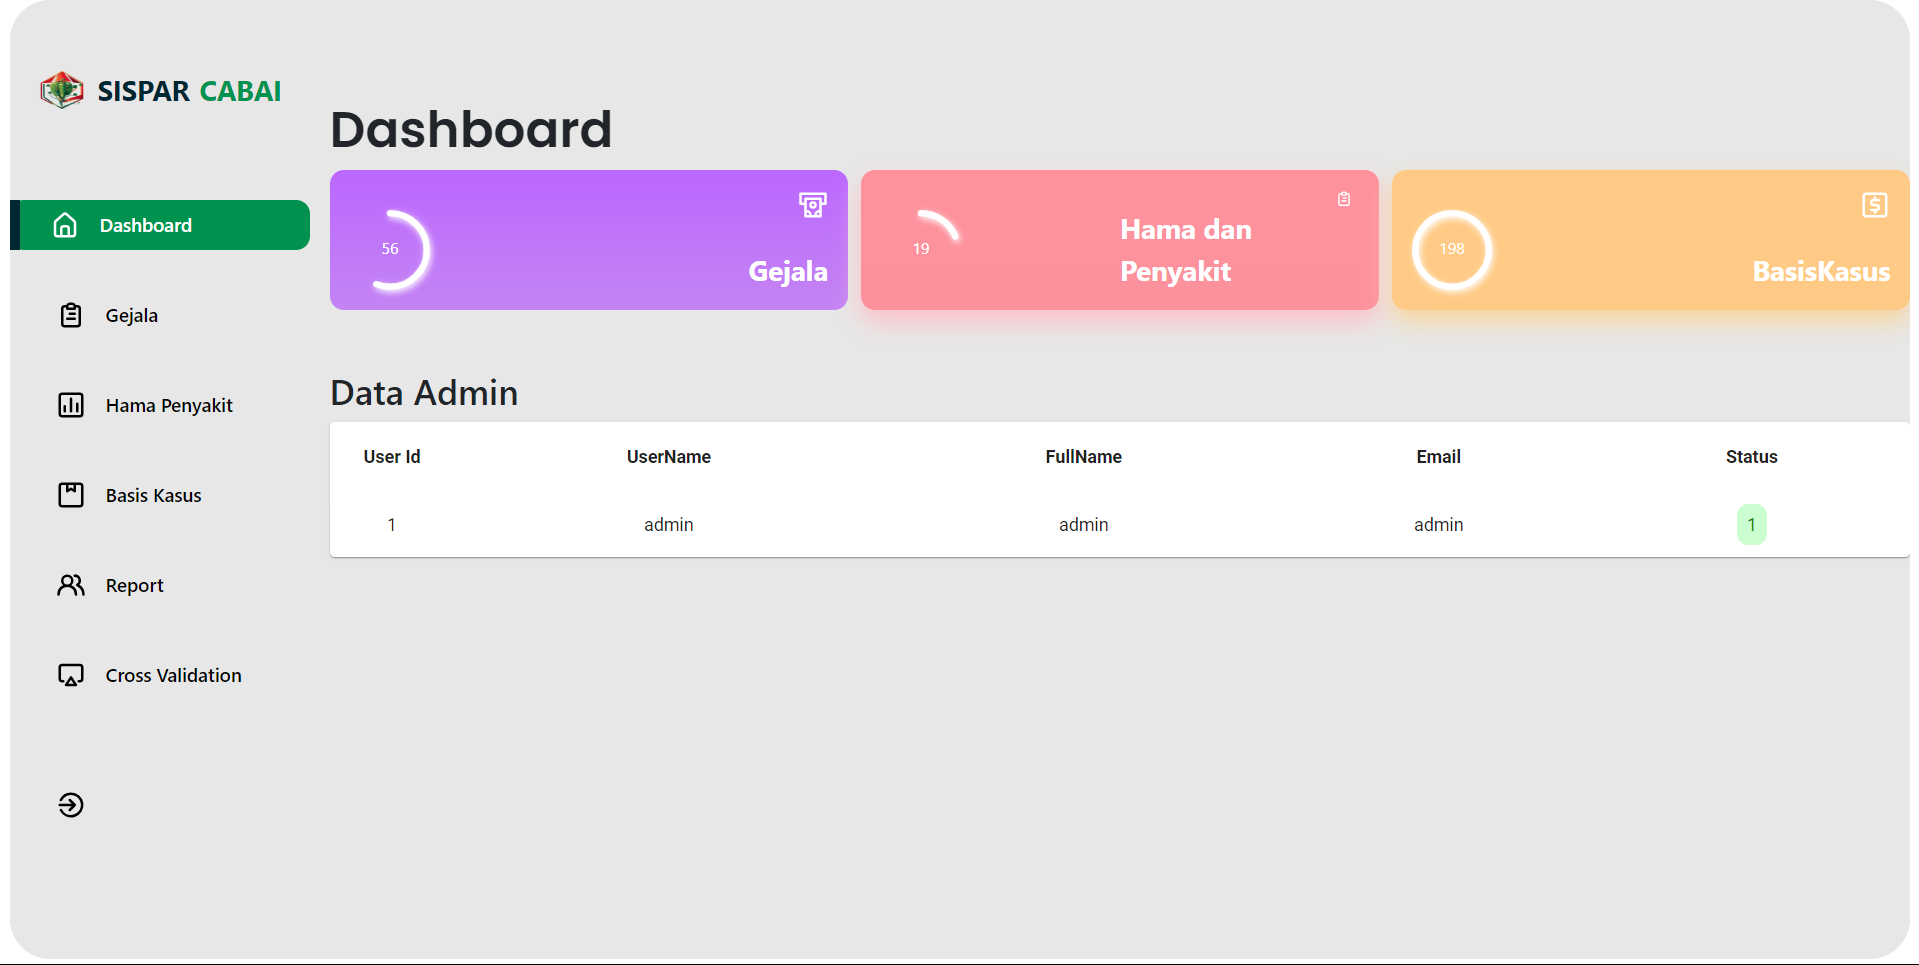 SISPAR CABAI
Dashboard
Gejala
Hama Penyakit
Basis Kasus
Report
Cross Validation
Dashboard
56
Gejala
19
Hama dan
Penyakit
198
BasisKasus
Data Admin
User Id UserName FullName Email Status
1 admin admin admin 1